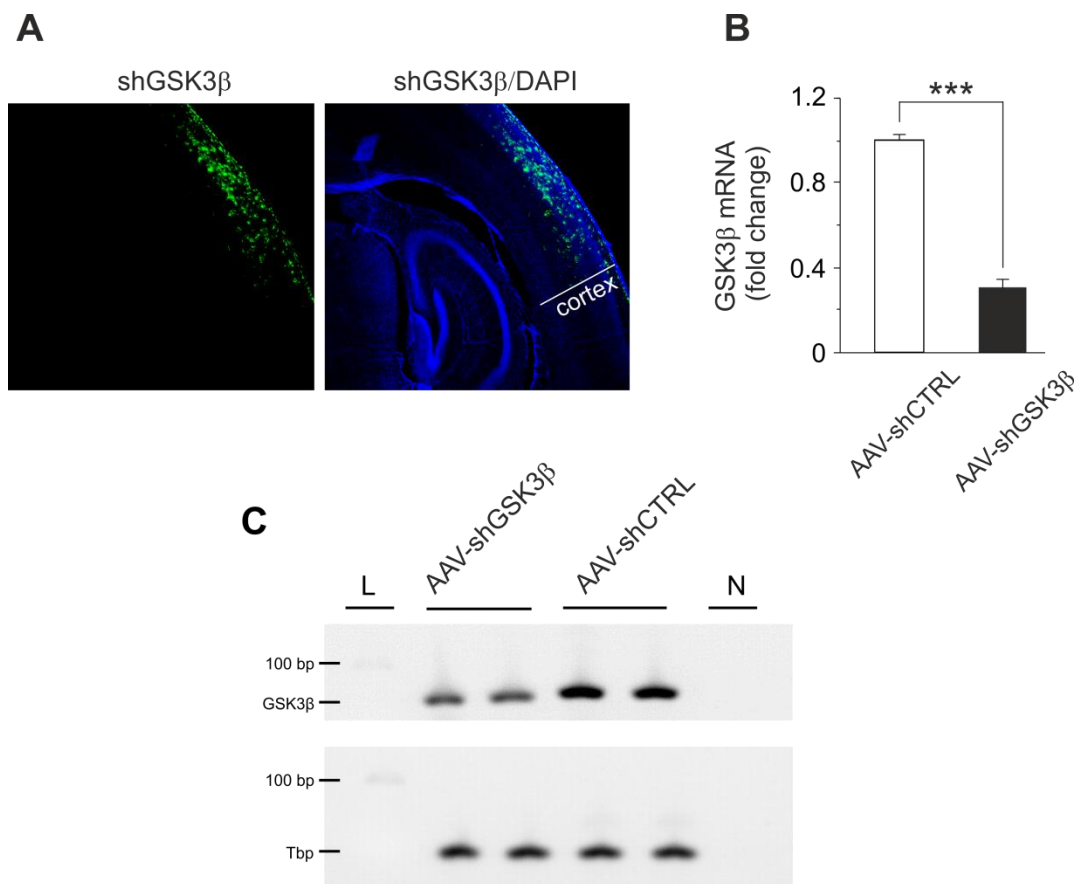 A
shGSK3β
shGSK3β/DAPI
cortex
B
***
GSK3β mRNA
(fold change)
1.2
0.8
0.4
0
AAV-shCTRL
AAV-shGSK3β
C
L
AAV-shGSK3β
AAV-shCTRL
N
100 bp
GSK3β
100 bp
Tbp